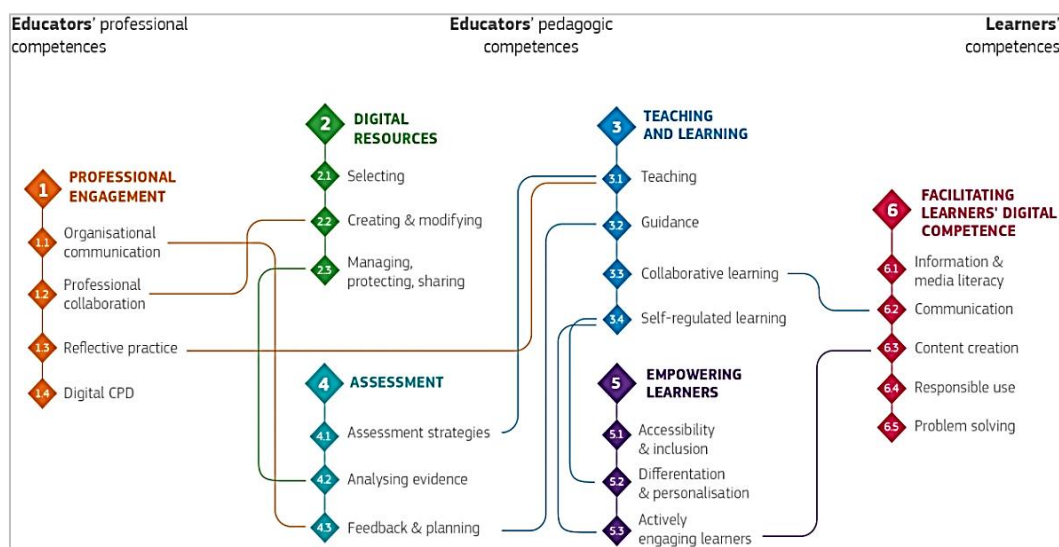 Educators' professional
competences
Educators' pedagogic
competences
Learners'
competences
1
PROFESSIONAL
ENGAGEMENT
1.1
Organisational
communication
1.2
Professional
collaboration
1.3
Reflective practice
1.4
Digital CPD
2
DIGITAL
RESOURCES
2.1
Selecting
2.2
Creating & modifying
2.3
Managing,
protecting, sharing
4
ASSESSMENT
4.1
Assessment strategies
4.2
Analysing evidence
4.3
Feedback & planning
3
TEACHING
AND LEARNING
3.1
Teaching
3.2
Guidance
3.3
Collaborative learning
3.4
Self-regulated learning
5
EMPOWERING
LEARNERS
5.1
Accessibility
& inclusion
5.2
Differentation
& personalisation
5.3
Actively
engaging learners
6
FACILITATING
LEARNERS' DIGITAL
COMPETENCE
6.1
Information &
media literacy
6.2
Communication
6.3
Content creation
6.4
Responsible use
6.5
Problem solving